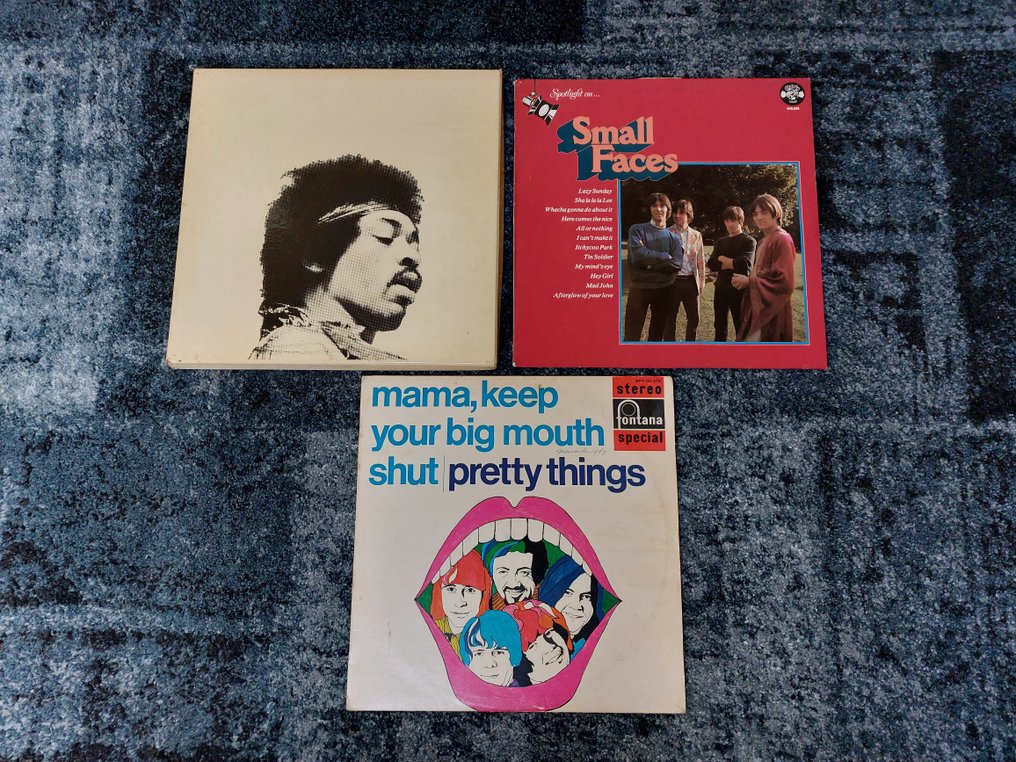 Spotlight on...
Small
Faces
Lazy Sunday
Sha la la la Lee
Whacha gonna do about it
Here comes the nice
All or nothing
I can't make it
Itchycoo Park
Tin Soldier
My mind's eye
Hey Girl
Mad John
Afterglow of your love
mama, keep
your big mouth
shut | pretty things
stereo
fontana
special